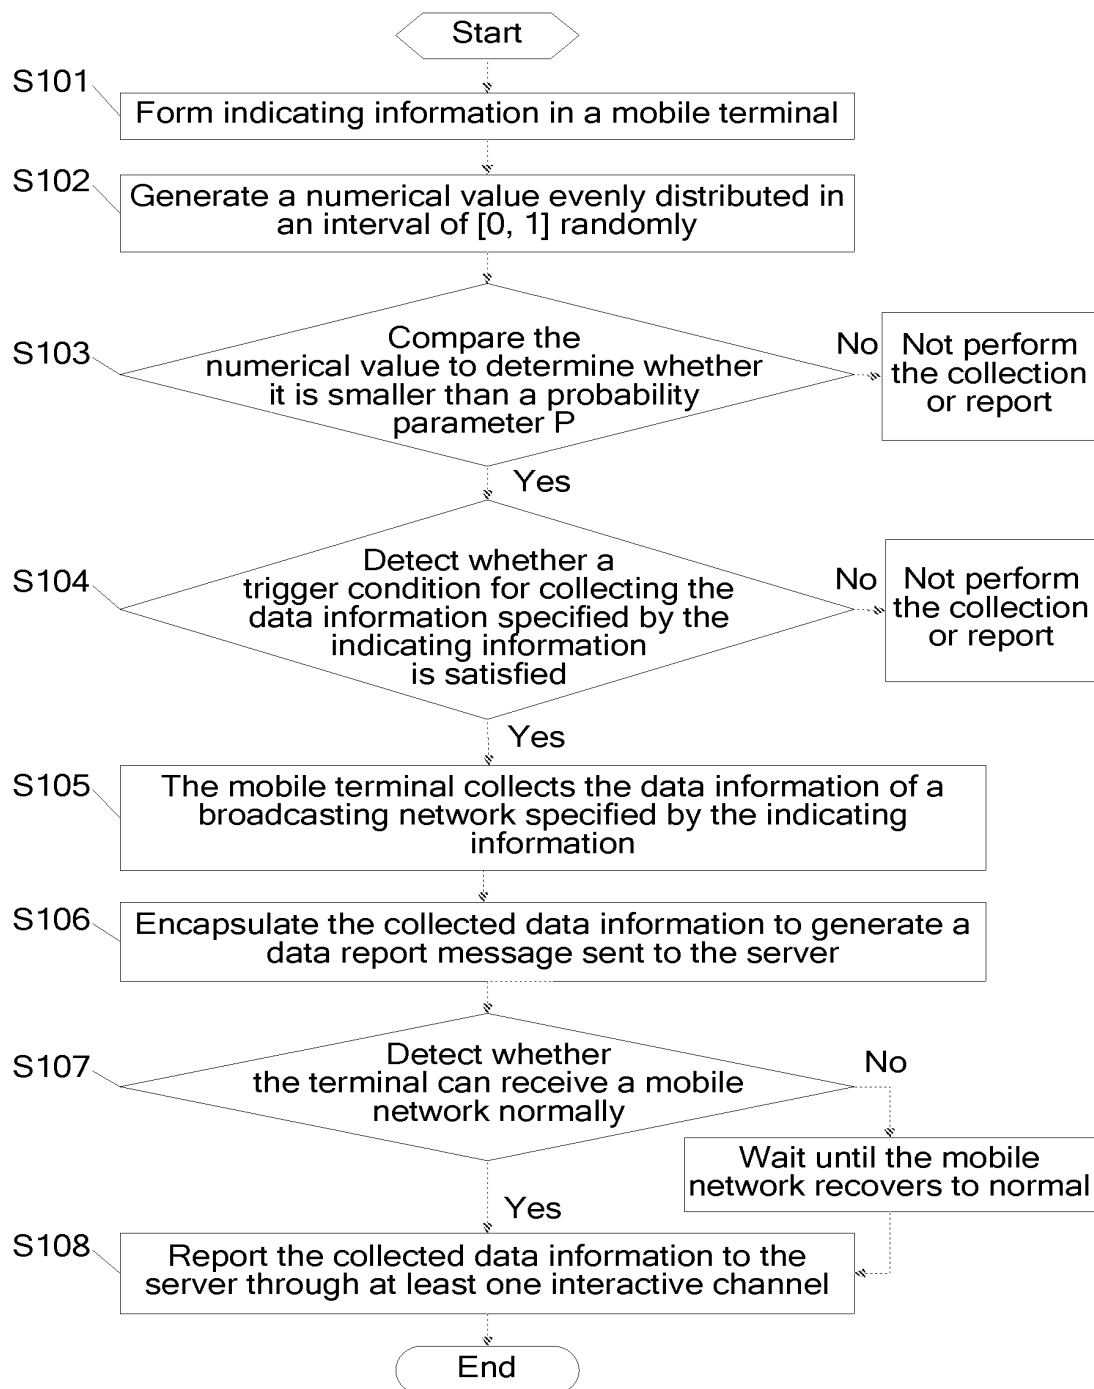 Start
S101
Form indicating information in a mobile terminal
S102
Generate a numerical value evenly distributed in
an interval of [0, 1] randomly
S103
Compare the
numerical value to determine whether
it is smaller than a probability
parameter P
No
Not perform
the collection
or report
Yes
S104
Detect whether a
trigger condition for collecting the
data information specified by the
indicating information
is satisfied
No
Not perform
the collection
or report
Yes
S105
The mobile terminal collects the data information of a
broadcasting network specified by the indicating
information
S106
Encapsulate the collected data information to generate a
data report message sent to the server
S107
Detect whether
the terminal can receive a mobile
network normally
No
Wait until the mobile
network recovers to normal
Yes
S108
Report the collected data information to the
server through at least one interactive channel
End